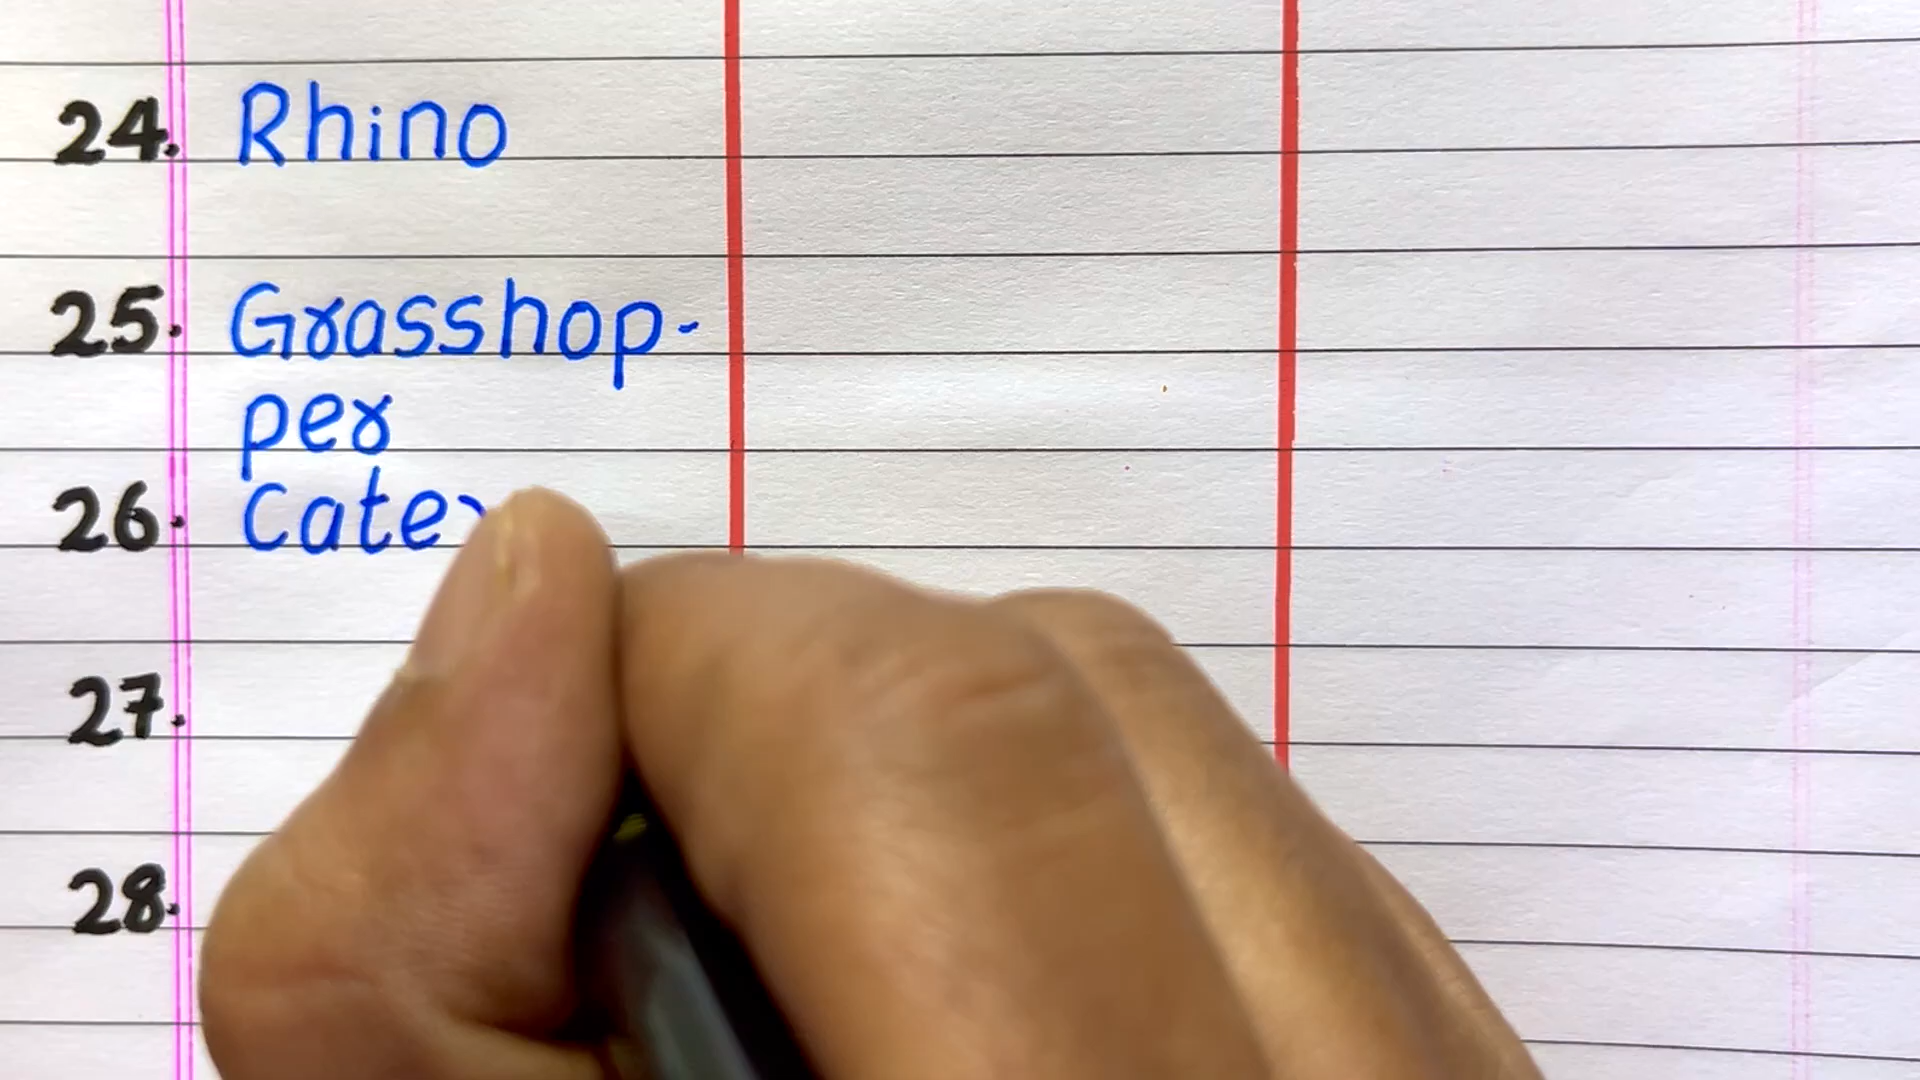 24. Rhino
25. Grasshop-
per
26. Cate
27.
28.